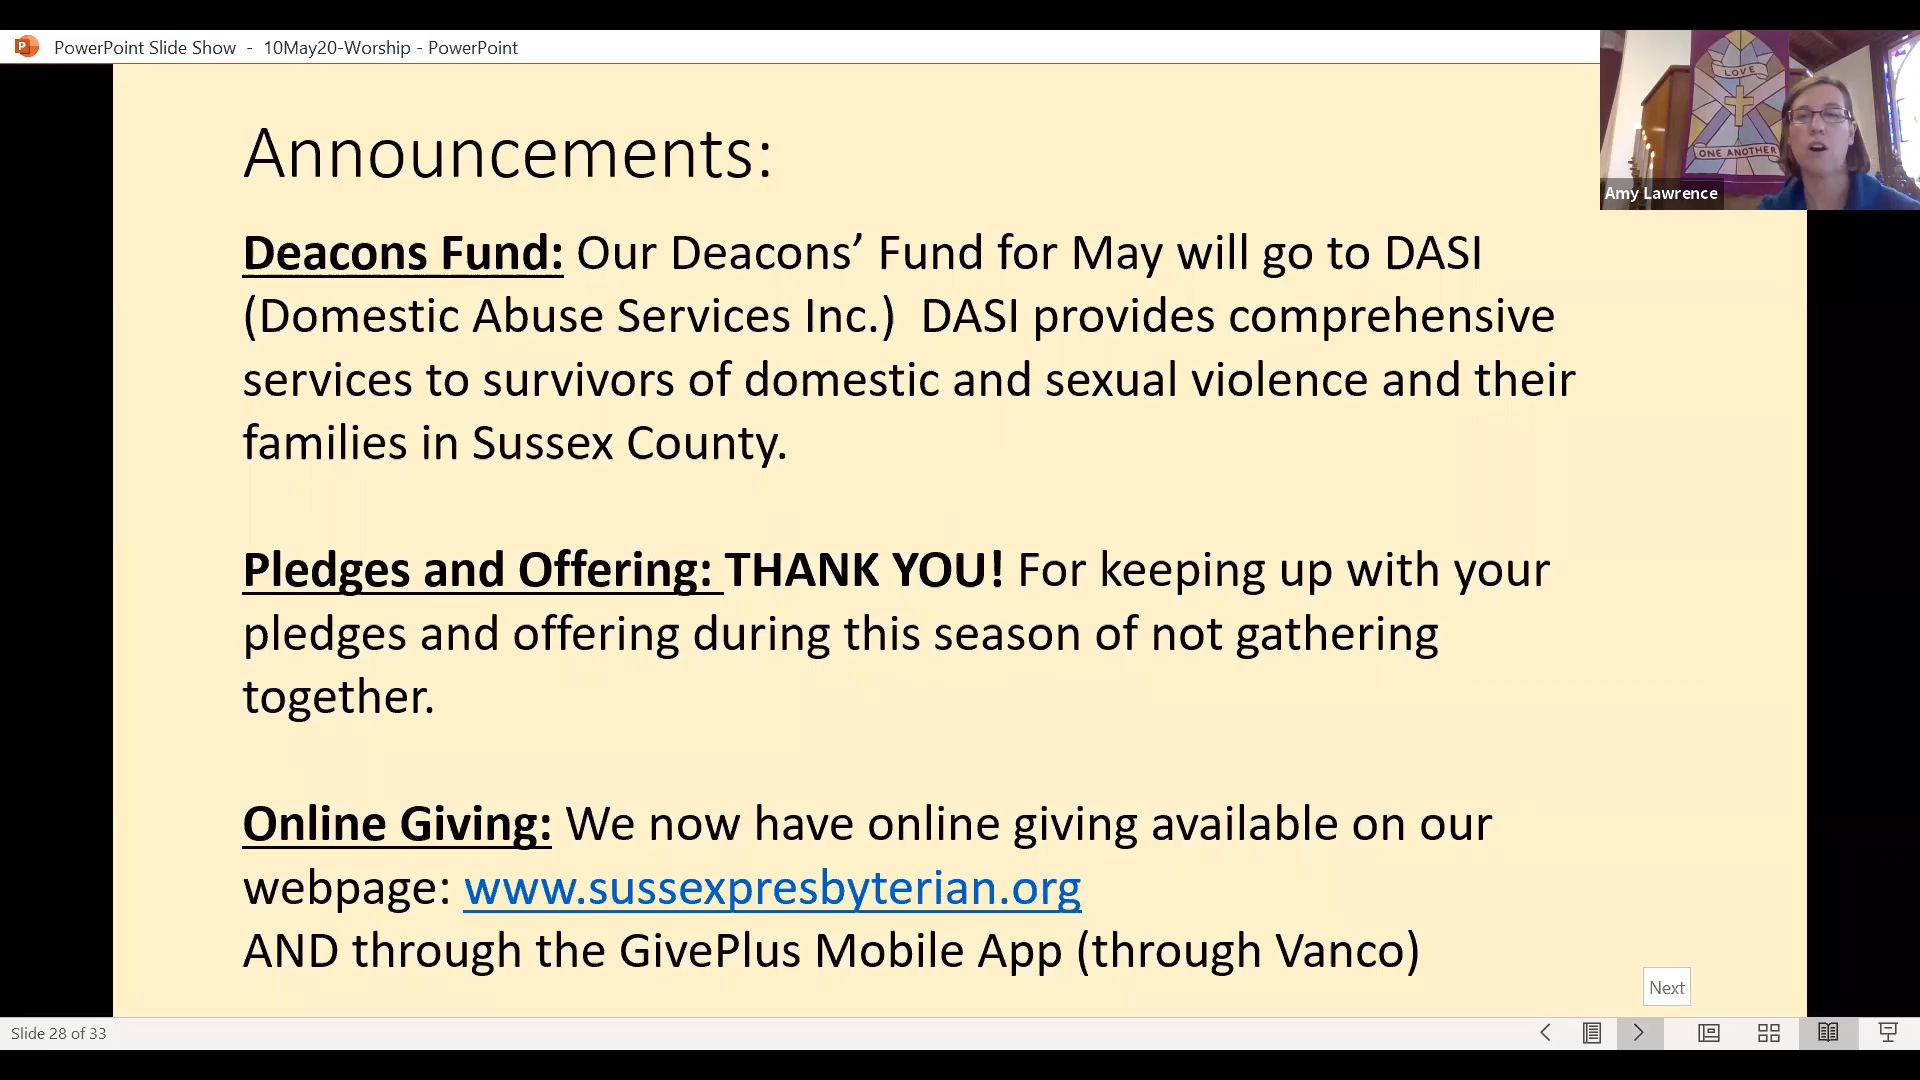 PowerPoint Slide Show - 10May20-Worship - PowerPoint
LOVE
ONE ANOTHER
Amy Lawrence
Announcements:
Deacons Fund: Our Deacons’ Fund for May will go to DASI
(Domestic Abuse Services Inc.)  DASI provides comprehensive
services to survivors of domestic and sexual violence and their
families in Sussex County.
Pledges and Offering: THANK YOU! For keeping up with your
pledges and offering during this season of not gathering
together.
Online Giving: We now have online giving available on our
webpage: www.sussexpresbyterian.org
AND through the GivePlus Mobile App (through Vanco)
Next
Slide 28 of 33